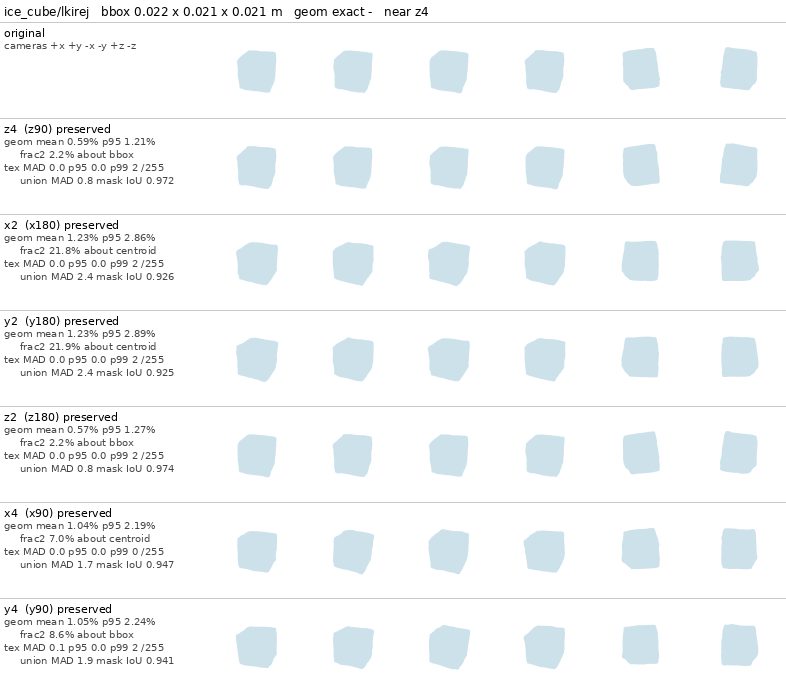 ice_cube/lkirej   bbox 0.022 x 0.021 x 0.021 m   geom exact -   near z4
original
cameras +x +y -x -y +z -z
z4  (z90) preserved
geom mean 0.59% p95 1.21%
frac2 2.2% about bbox
tex MAD 0.0 p95 0.0 p99 2 /255
union MAD 0.8 mask IoU 0.972
x2  (x180) preserved
geom mean 1.23% p95 2.86%
frac2 21.8% about centroid
tex MAD 0.0 p95 0.0 p99 2 /255
union MAD 2.4 mask IoU 0.926
y2  (y180) preserved
geom mean 1.23% p95 2.89%
frac2 21.9% about centroid
tex MAD 0.0 p95 0.0 p99 2 /255
union MAD 2.4 mask IoU 0.925
z2  (z180) preserved
geom mean 0.57% p95 1.27%
frac2 2.2% about bbox
tex MAD 0.0 p95 0.0 p99 2 /255
union MAD 0.8 mask IoU 0.974
x4  (x90) preserved
geom mean 1.04% p95 2.19%
frac2 7.0% about centroid
tex MAD 0.0 p95 0.0 p99 0 /255
union MAD 1.7 mask IoU 0.947
y4  (y90) preserved
geom mean 1.05% p95 2.24%
frac2 8.6% about bbox
tex MAD 0.1 p95 0.0 p99 2 /255
union MAD 1.9 mask IoU 0.941